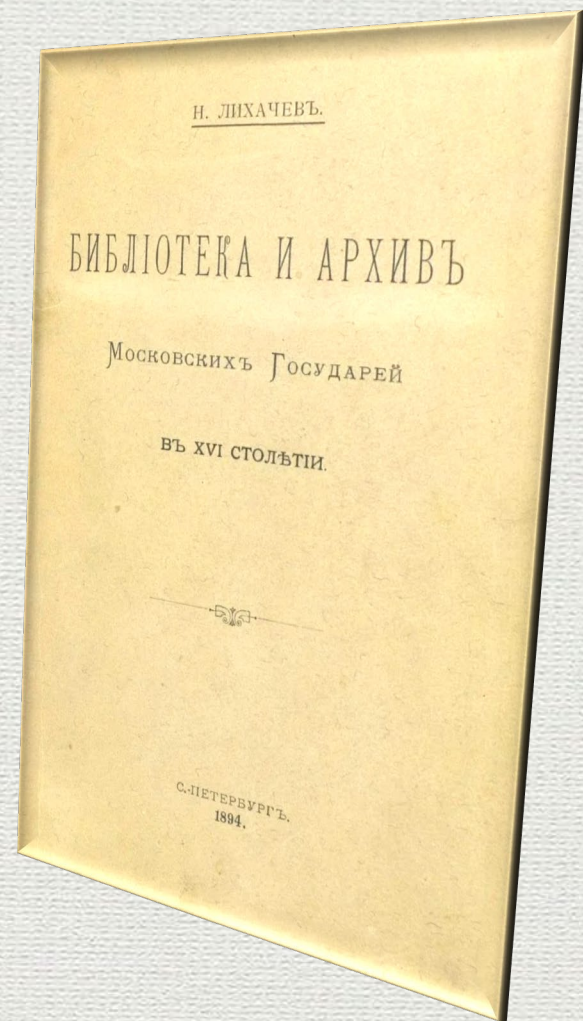 Н. ЛИХАЧЕВЪ.
БИБЛІОТЕКА И АРХИВЪ
Московскихъ Государей
ВЪ XVI СТОЛѢТІИ.
С.-ПЕТЕРБУРГЪ.
1894.